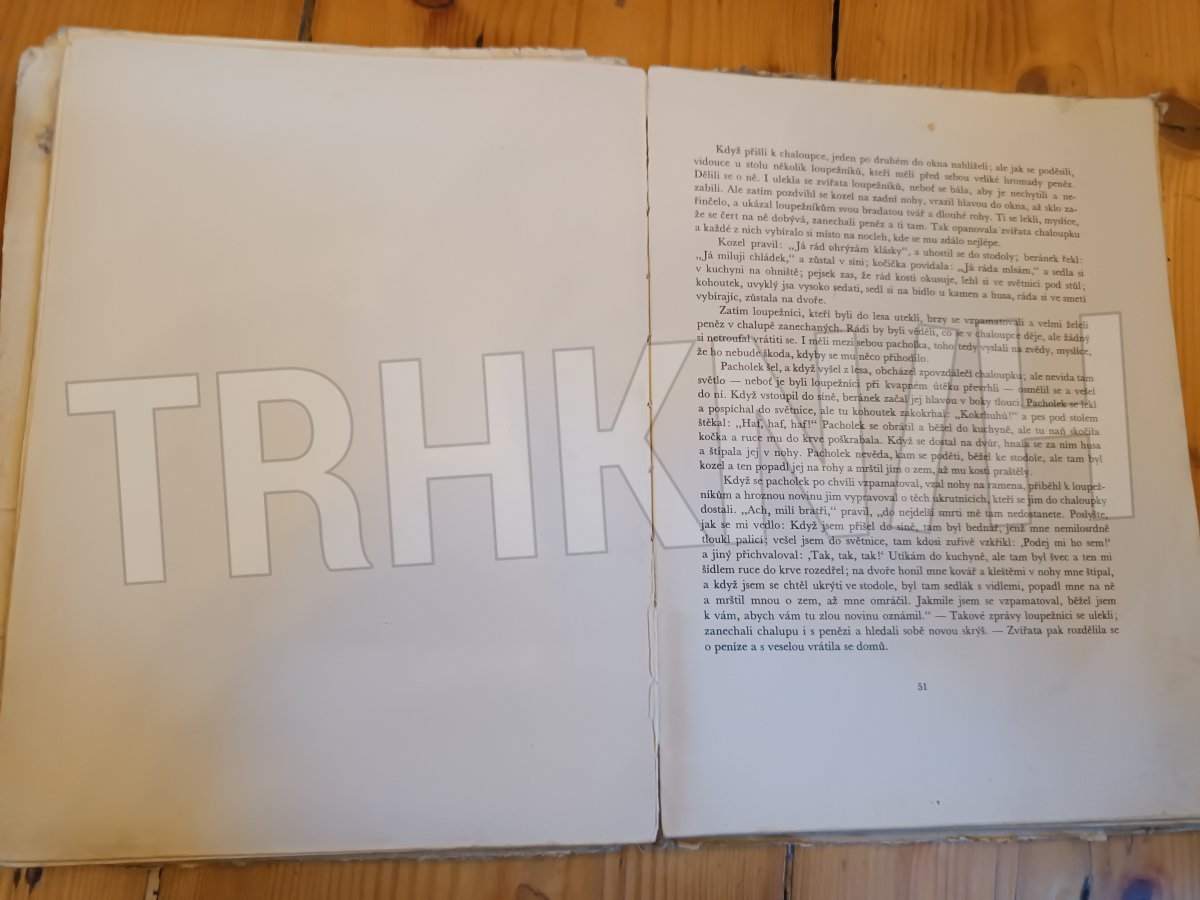 Když přišli k chaloupce, jeden po druhém do okna nahlíželi; ale jak se poděsili,
vidouce u stolu několik loupežníků, kteří měli před sebou veliké hromady peněz.
Dělili se o ně. I ulekla se zvířata loupežníků, neboť se bála, aby je nechytili a ne-
zabili. Ale zatím pozdvihl se kozel na zadní nohy, vrazil hlavou do okna, až sklo za-
řinčelo, a ukázal loupežníkům svou bradatou tvář a dlouhé rohy. Ti se lekli, myslíce,
že se čert na ně dobývá, zanechali peněz a ti tam. Tak opanovala zvířata chaloupku
a každé z nich vybíralo si místo na nocleh, kde se mu zdálo nejlépe.
Kozel pravil: „Já rád ohrýzám klásky“, a uhostil se do stodoly; beránek řekl:
„Já miluji chládek,“ a zůstal v síni; kočička povídala: „Já ráda mlsám,“ a sedla si
v kuchyni na ohniště; pejsek zas, že rád kosti okusuje, lehl si ve světnici pod stůl;
kohoutek, uvyklý jsa vysoko sedati, sedl si na bidlo u kamen a husa, ráda si ve smetí
vybírajíc, zůstala na dvoře.
Zatím loupežníci, kteří byli do lesa utekli, brzy se vzpamatovali a velmi želeli
peněz v chalupě zanechaných. Rádi by byli věděli, co je v chaloupce děje, ale žádný
si netroufal vrátiti se. I měli mezi sebou pacholka, toho tedy vyslali na zvědy, myslíce,
že ho nebude škoda, kdyby se mu něco přihodilo.
Pacholek šel, a když vyšel z lesa, obcházel zpovzdáleči chaloupku; ale nevida tam
světlo — neboť je byli loupežníci při kvapném útěku převrhli — osmělil se a vešel
do ní. Když vstoupil do síně, beránek začal jej hlavou v boky tlouci. Pacholek se lekl
a pospíchal do světnice, ale tu kohoutek zakokrhal: „Kokrhuhú!“ a pes pod stolem
štěkal: „Haf, haf, haf!“ Pacholek se obrátil a běžel do kuchyně, ale tu naň skočila
kočka a ruce mu do krve poškrabala. Když se dostal na dvůr, hnala se za ním husa
a štípala jej v nohy. Pacholek nevěda, kam se poděti, běžel ke stodole, ale tam byl
kozel a ten popadl jej na rohy a mrštil jím o zem, až mu kosti praštěly.
Když se pacholek po chvíli vzpamatoval, vzal nohy na ramena, přiběhl k loupež-
níkům a hroznou novinu jim vypravoval o těch ukrutnících, kteří se jim do chaloupky
dostali. „Ach, milí bratři,“ pravil, „do nejdelší smrti mě tam nedostanete. Poslyšte,
jak se mi vedlo: Když jsem přišel do síně, tam byl bednář, jenž mne nemilosrdně
tloukl palicí; vešel jsem do světnice, tam kdosi zuřivě vzkřikl: ‚Podej mi ho sem!‘
a jiný přichvaloval: ‚Tak, tak, tak!‘ Utíkám do kuchyně, ale tam byl švec a ten mi
šídlem ruce do krve rozedřel; na dvoře honil mne kovář a kleštěmi v nohy mne štípal,
a když jsem se chtěl ukrýti ve stodole, byl tam sedlák s vidlemi, popadl mne na ně
a mrštil mnou o zem, až mne omráčil. Jakmile jsem se vzpamatoval, běžel jsem
k vám, abych vám tu zlou novinu oznámil.“ — Takové zprávy loupežníci se ulekli;
zanechali chalupu i s penězi a hledali sobě novou skrýš. — Zvířata pak rozdělila se
o peníze a s veselou vrátila se domů.
51
TRHKNIH